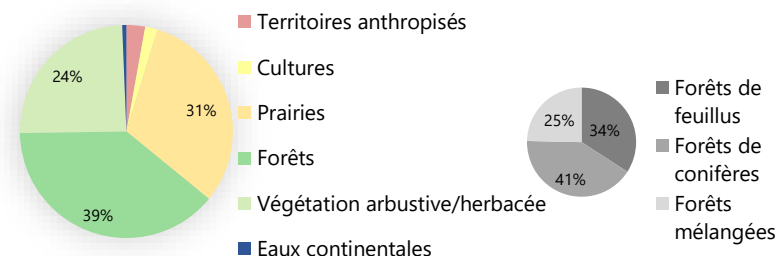 24%
31%
39%
Territoires anthropisés
Cultures
Prairies
Forêts
Végétation arbustive/herbacée
Eaux continentales
25%
34%
41%
Forêts de
feuillus
Forêts de
conifères
Forêts
mélangées